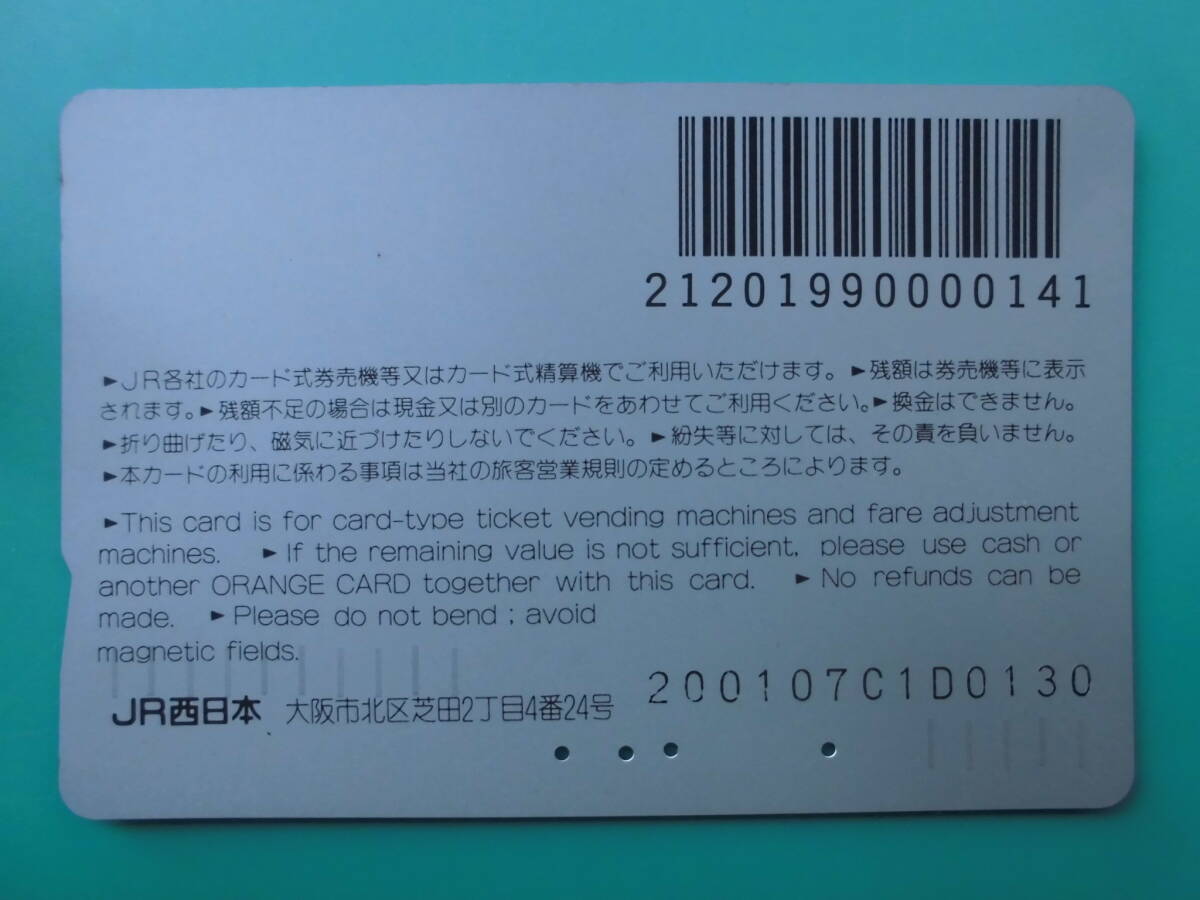 21201990000141
►JR各社のカード式券売機等又はカード式精算機でご利用いただけます。►残額は券売機等に表示
されます。►残額不足の場合は現金又は別のカードをあわせてご利用ください。►換金はできません。
►折り曲げたり、磁気に近づけたりしないでください。►紛失等に対しては、その責を負いません。
►本カードの利用に係わる事項は当社の旅客営業規則の定めるところによります。
►This card is for card-type ticket vending machines and fare adjustment
machines. ►If the remaining value is not sufficient, please use cash or
another ORANGE CARD together with this card. ►No refunds can be
made. ►Please do not bend ; avoid
magnetic fields.
200107C1D0130
JR西日本 大阪市北区芝田2丁目4番24号